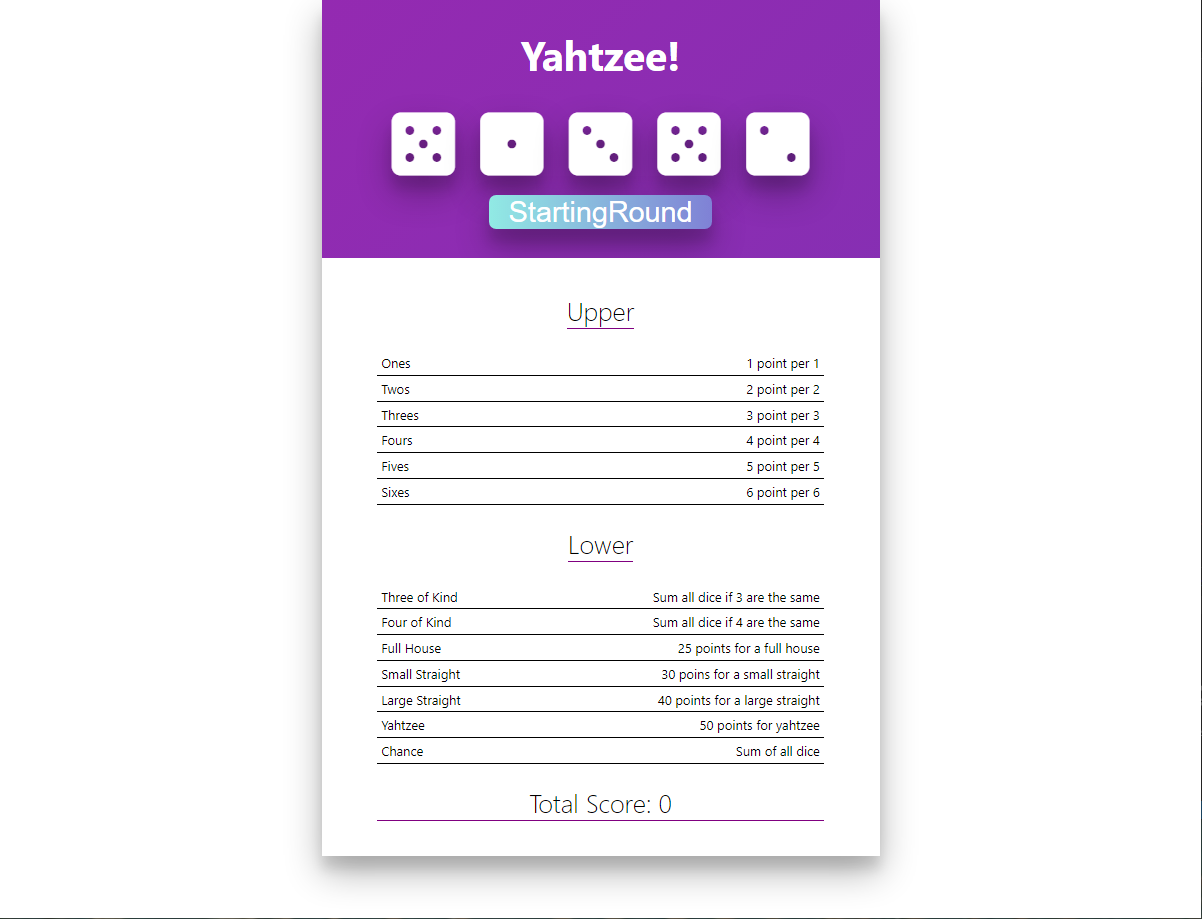 Yahtzee!
StartingRound
Upper
Ones 1 point per 1
Twos 2 point per 2
Threes 3 point per 3
Fours 4 point per 4
Fives 5 point per 5
Sixes 6 point per 6
Lower
Three of Kind Sum all dice if 3 are the same
Four of Kind Sum all dice if 4 are the same
Full House 25 points for a full house
Small Straight 30 poins for a small straight
Large Straight 40 points for a large straight
Yahtzee 50 points for yahtzee
Chance Sum of all dice
Total Score: 0